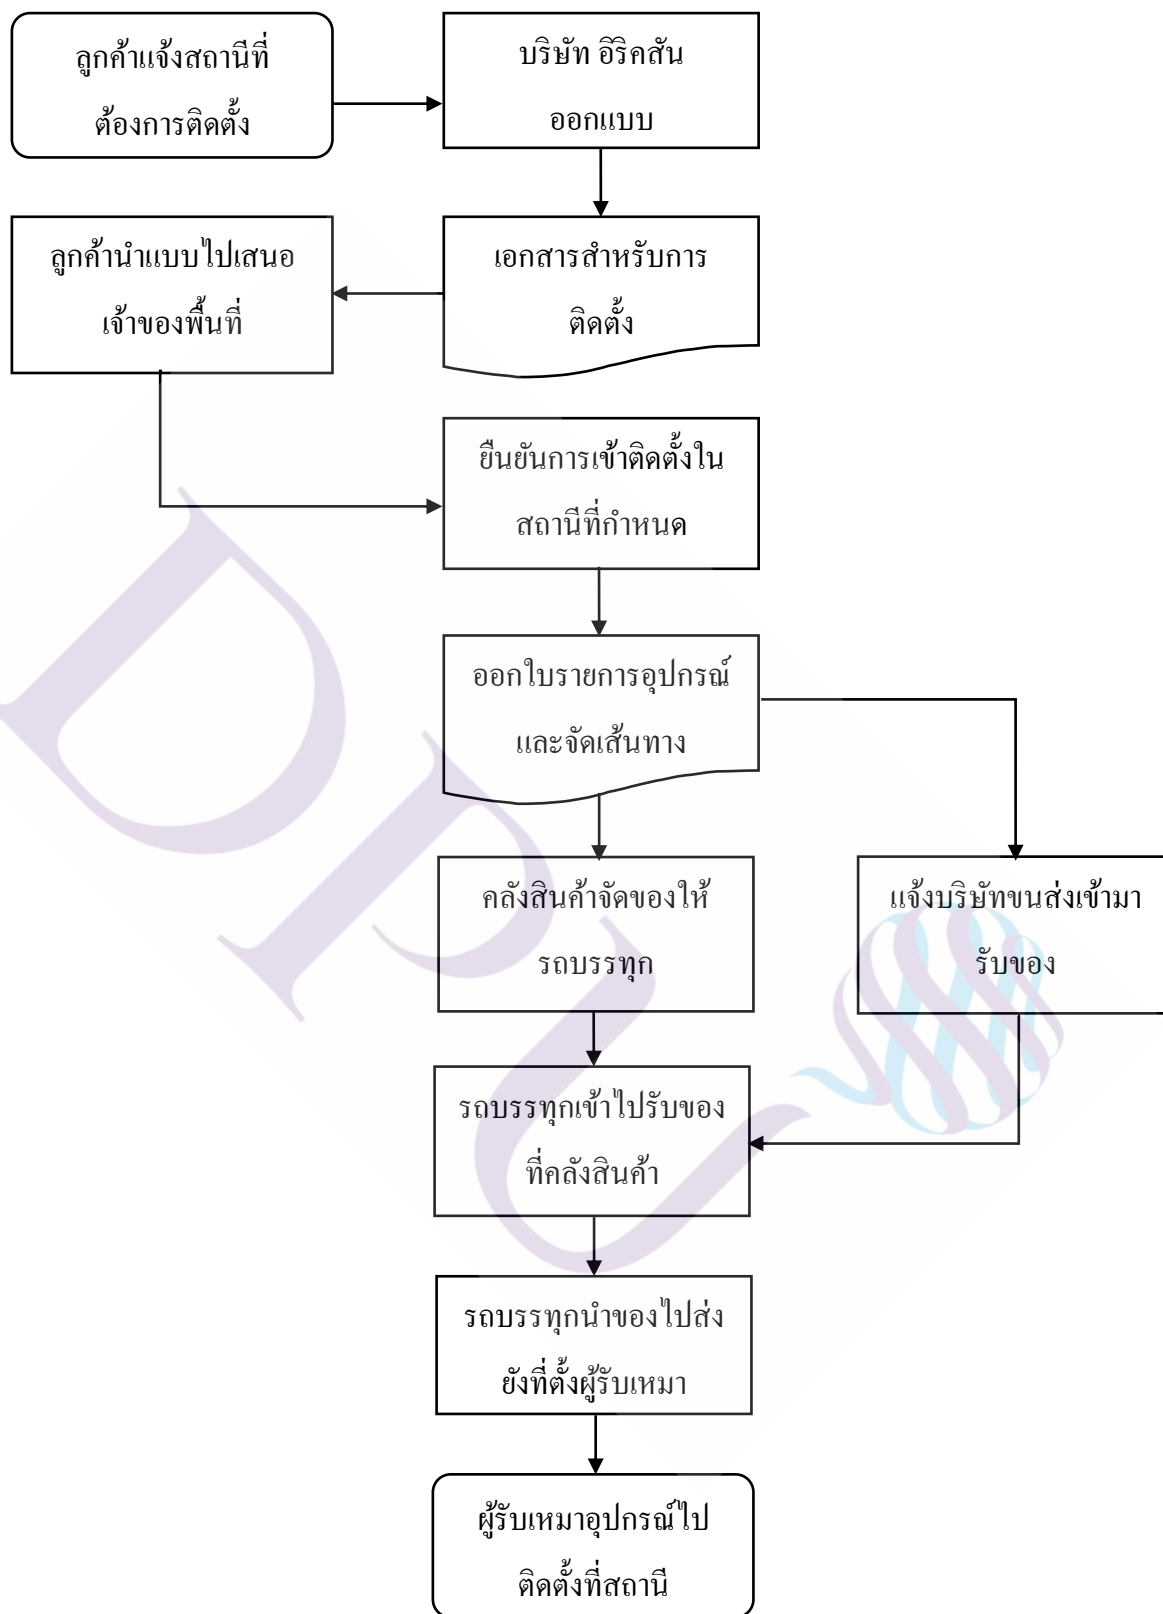 ลูกค้าแจ้งสถานีที่
ต้องการติดตั้ง
บริษัท อีริคสัน
ออกแบบ
เอกสารสำหรับการ
ติดตั้ง
ลูกค้านำแบบไปเสนอ
เจ้าของพื้นที่
ยืนยันการเข้าติดตั้งใน
สถานีที่กำหนด
ออกใบรายการอุปกรณ์
และจัดเส้นทาง
คลังสินค้าจัดของให้
รถบรรทุก
แจ้งบริษัทขนส่งเข้ามา
รับของ
รถบรรทุกเข้าไปรับของ
ที่คลังสินค้า
รถบรรทุกนำของไปส่ง
ยังที่ตั้งผู้รับเหมา
ผู้รับเหมาอุปกรณ์ไป
ติดตั้งที่สถานี
DPU